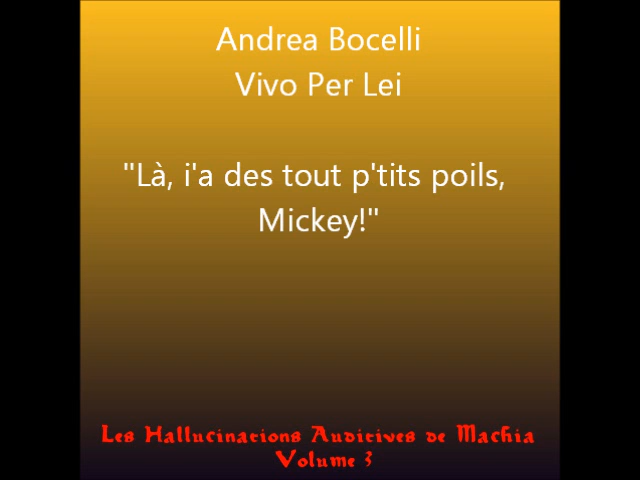 Andrea Bocelli
Vivo Per Lei
"Là, i'a des tout p'tits poils,
Mickey!"
Les Hallucinations Auditives de Machia
Volume 3